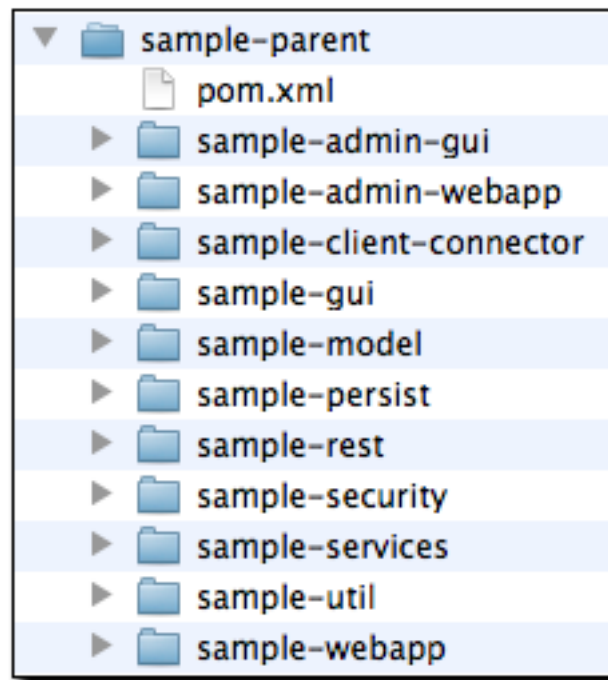 sample-parent
pom.xml
sample-admin-gui
sample-admin-webapp
sample-client-connector
sample-gui
sample-model
sample-persist
sample-rest
sample-security
sample-services
sample-util
sample-webapp